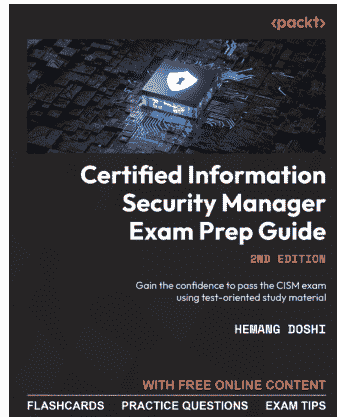 <packt>
Certified Information
Security Manager
Exam Prep Guide
2ND EDITION
Gain the confidence to pass the CISM exam
using test-oriented study material
HEMANG DOSHI
WITH FREE ONLINE CONTENT
FLASHCARDS PRACTICE QUESTIONS EXAM TIPS